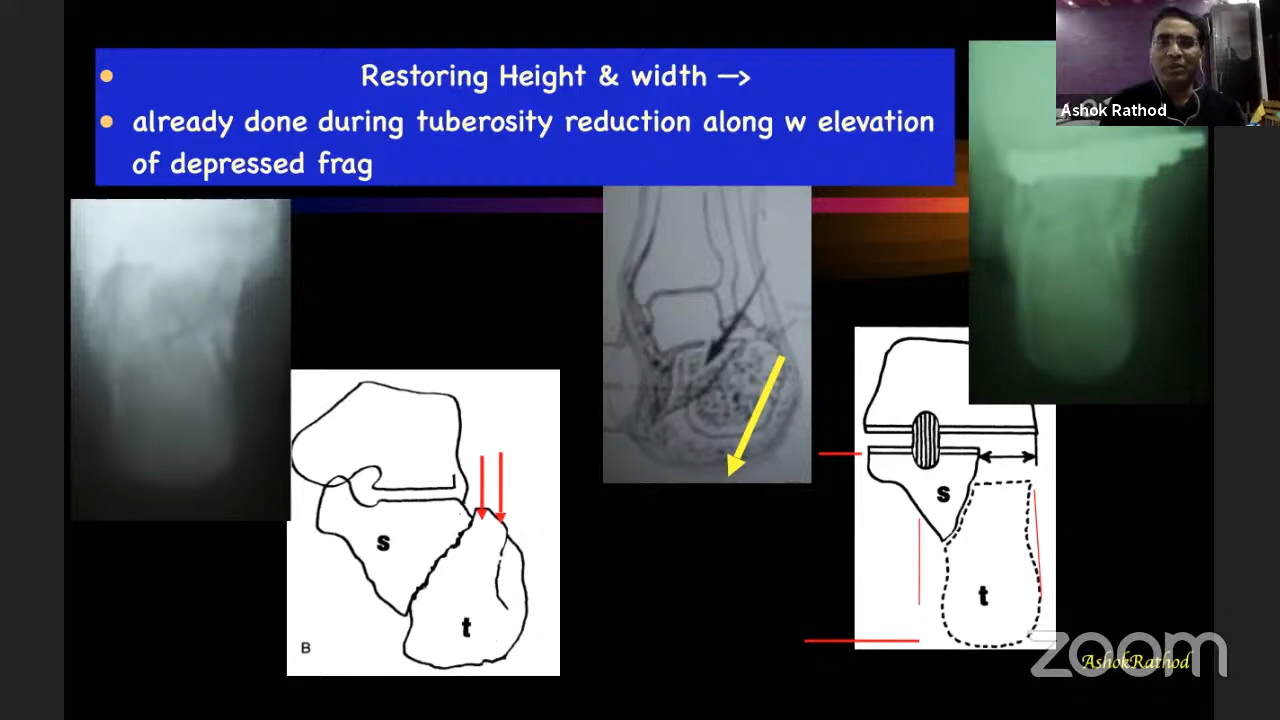 Restoring Height & width —>
already done during tuberosity reduction along w elevation
of depressed frag
Ashok Rathod
s
t
B
s
t
zoom
AshokRathod